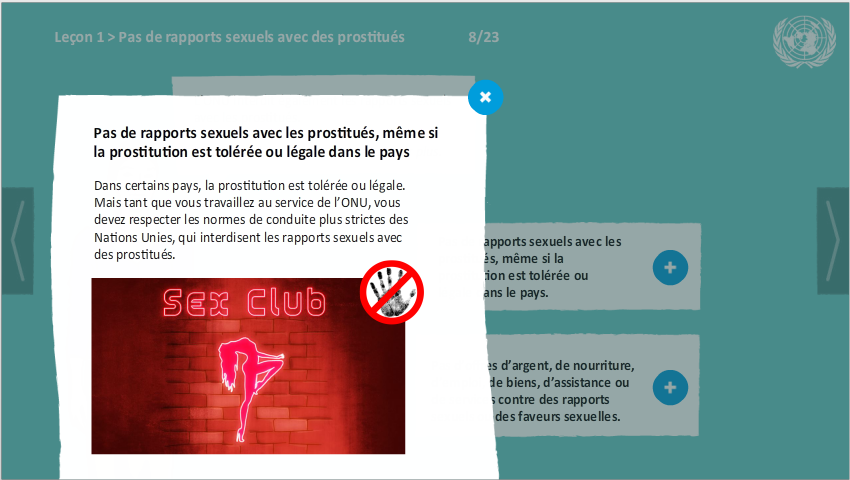 Leçon 1 > Pas de rapports sexuels avec des prostitués
8/23
Pas de rapports sexuels avec les prostitués, même si
la prostitution est tolérée ou légale dans le pays
Dans certains pays, la prostitution est tolérée ou légale.
Mais tant que vous travaillez au service de l'ONU, vous
devez respecter les normes de conduite plus strictes des
Nations Unies, qui interdisent les rapports sexuels avec
des prostitués.
Sex Club
apports sexuels avec les
és, même si la
tion est tolérée ou
ans le pays.
es d'argent, de nourriture,
de biens, d'assistance ou
s contre des rapports
des faveurs sexuelles.